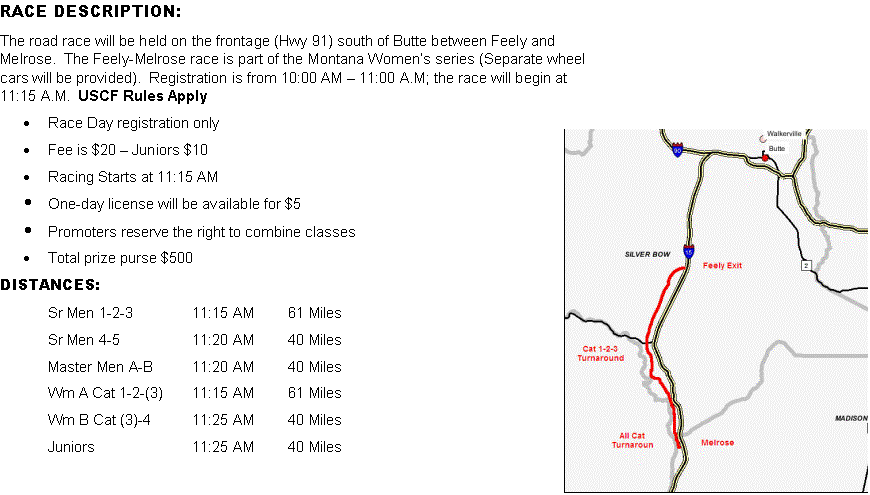 RACE DESCRIPTION:
The road race will be held on the frontage (Hwy 91) south of Butte between Feely and
Melrose. The Feely-Melrose race is part of the Montana Women's series (Separate wheel
cars will be provided). Registration is from 10:00 AM – 11:00 A.M; the race will begin at
11:15 A.M. USCF Rules Apply
• Race Day registration only
• Fee is $20 – Juniors $10
• Racing Starts at 11:15 AM
• One-day license will be available for $5
• Promoters reserve the right to combine classes
• Total prize purse $500
DISTANCES:
Sr Men 1-2-3 11:15 AM 61 Miles
Sr Men 4-5 11:20 AM 40 Miles
Master Men A-B 11:20 AM 40 Miles
Wm A Cat 1-2-(3) 11:15 AM 61 Miles
Wm B Cat (3)-4 11:25 AM 40 Miles
Juniors 11:25 AM 40 Miles
Walkerville
90
Butte
15
SILVER BOW
Feely Exit
2
Cat 1-2-3
Turnaround
MADISON
All Cat
Turnaroun
Melrose